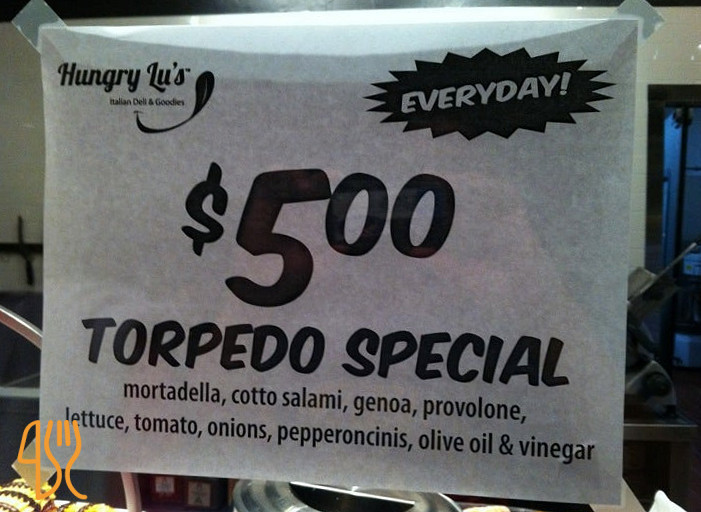 Hungry Lu's™
Italian Deli & Goodies
EVERYDAY!
$5.00
TORPEDO SPECIAL
mortadella, cotto salami, genoa, provolone,
lettuce, tomato, onions, pepperoncinis, olive oil & vinegar